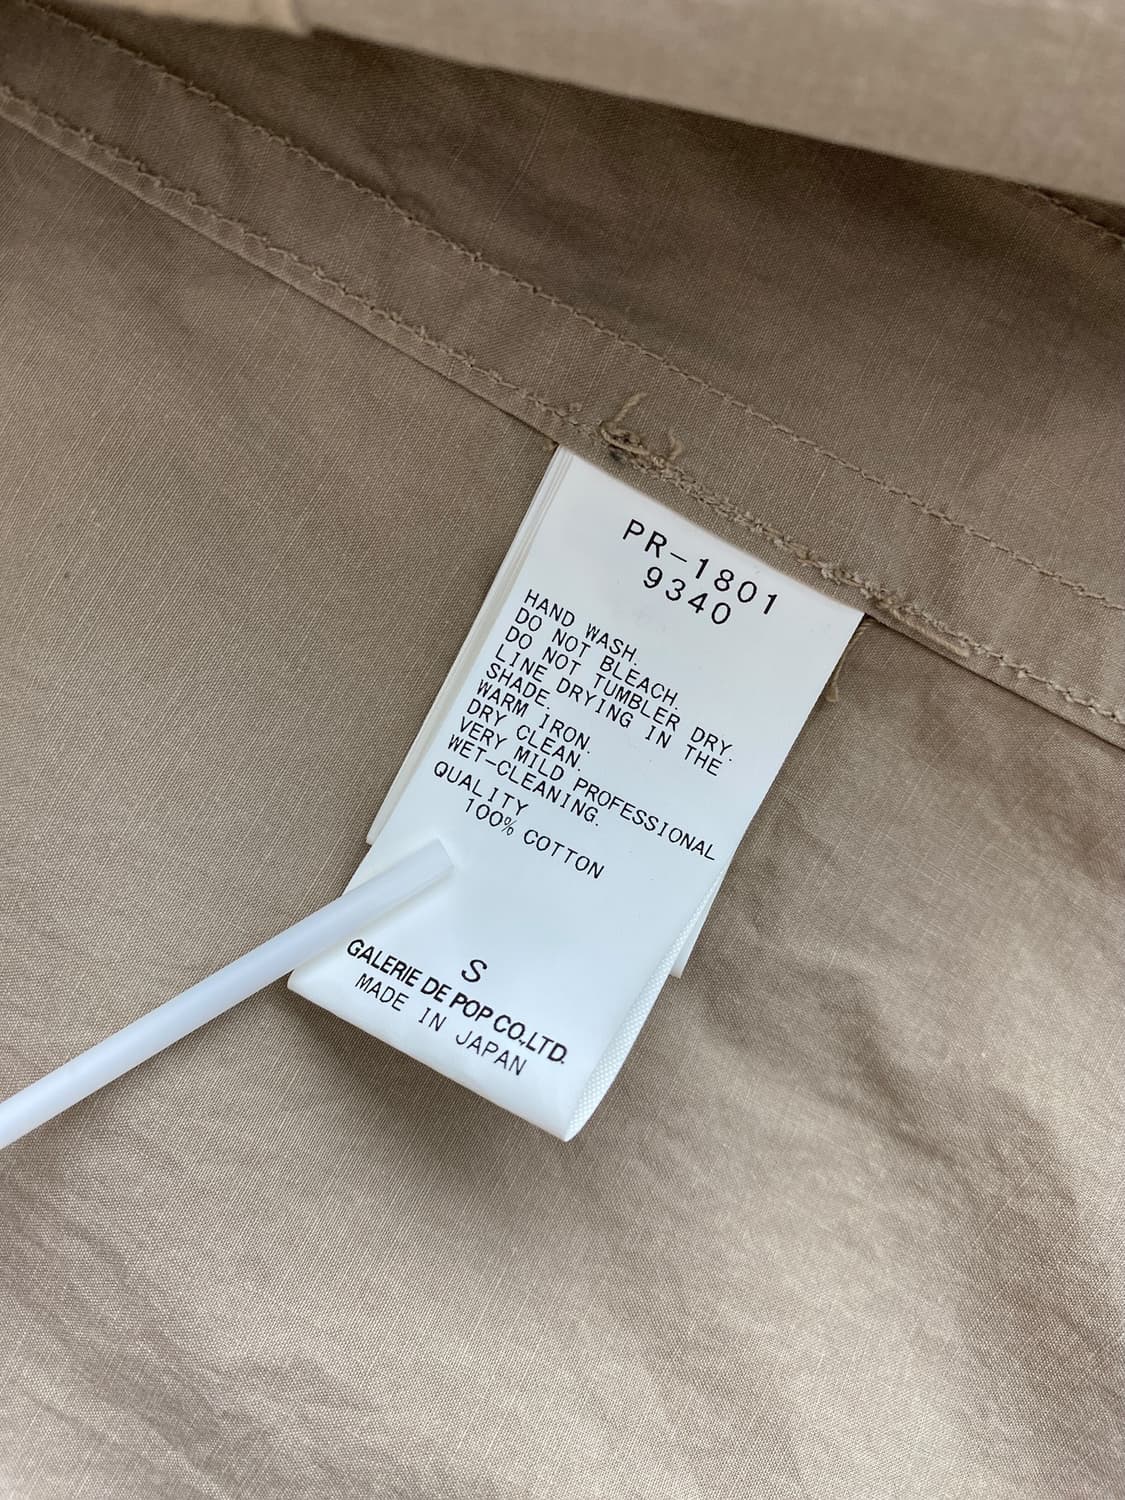 PR-1801
9340
HAND WASH.
DO NOT BLEACH.
DO NOT TUMBLER DRY.
LINE DRYING IN THE
SHADE.
WARM IRON.
DRY CLEAN.
VERY MILD PROFESSIONAL
WET-CLEANING.
QUALITY
100% COTTON
S
GALERIE DE POP CO.,LTD.
MADE IN JAPAN